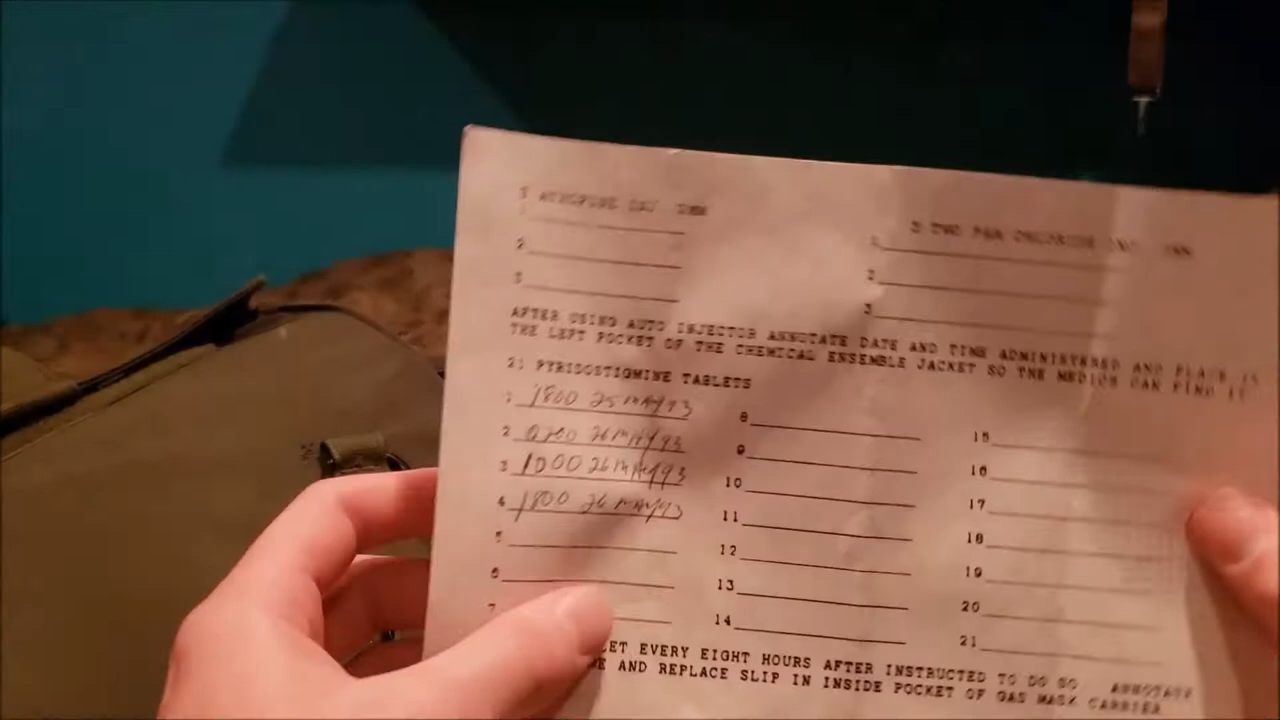 3 ATROPINE INJ
1
2
3
3 TWO PAM CHLORIDE INJ
1
2
3
AFTER USING AUTO INJECTOR ANNOTATE DATE AND TIME ADMINISTERED AND PLACE IN
THE LEFT POCKET OF THE CHEMICAL ENSEMBLE JACKET SO THE MEDICS CAN FIND IT
21 PYRIDOSTIGMINE TABLETS
1 1800 25 MAY 93
2 0200 26 MAY 93
3 1000 26 MAY 93
4 1800 26 MAY 93
5
6
7
8
9
10
11
12
13
14
15
16
17
18
19
20
21
LET EVERY EIGHT HOURS AFTER INSTRUCTED TO DO SO ANNOTATE
AND REPLACE SLIP IN INSIDE POCKET OF GAS MASK CARRIER